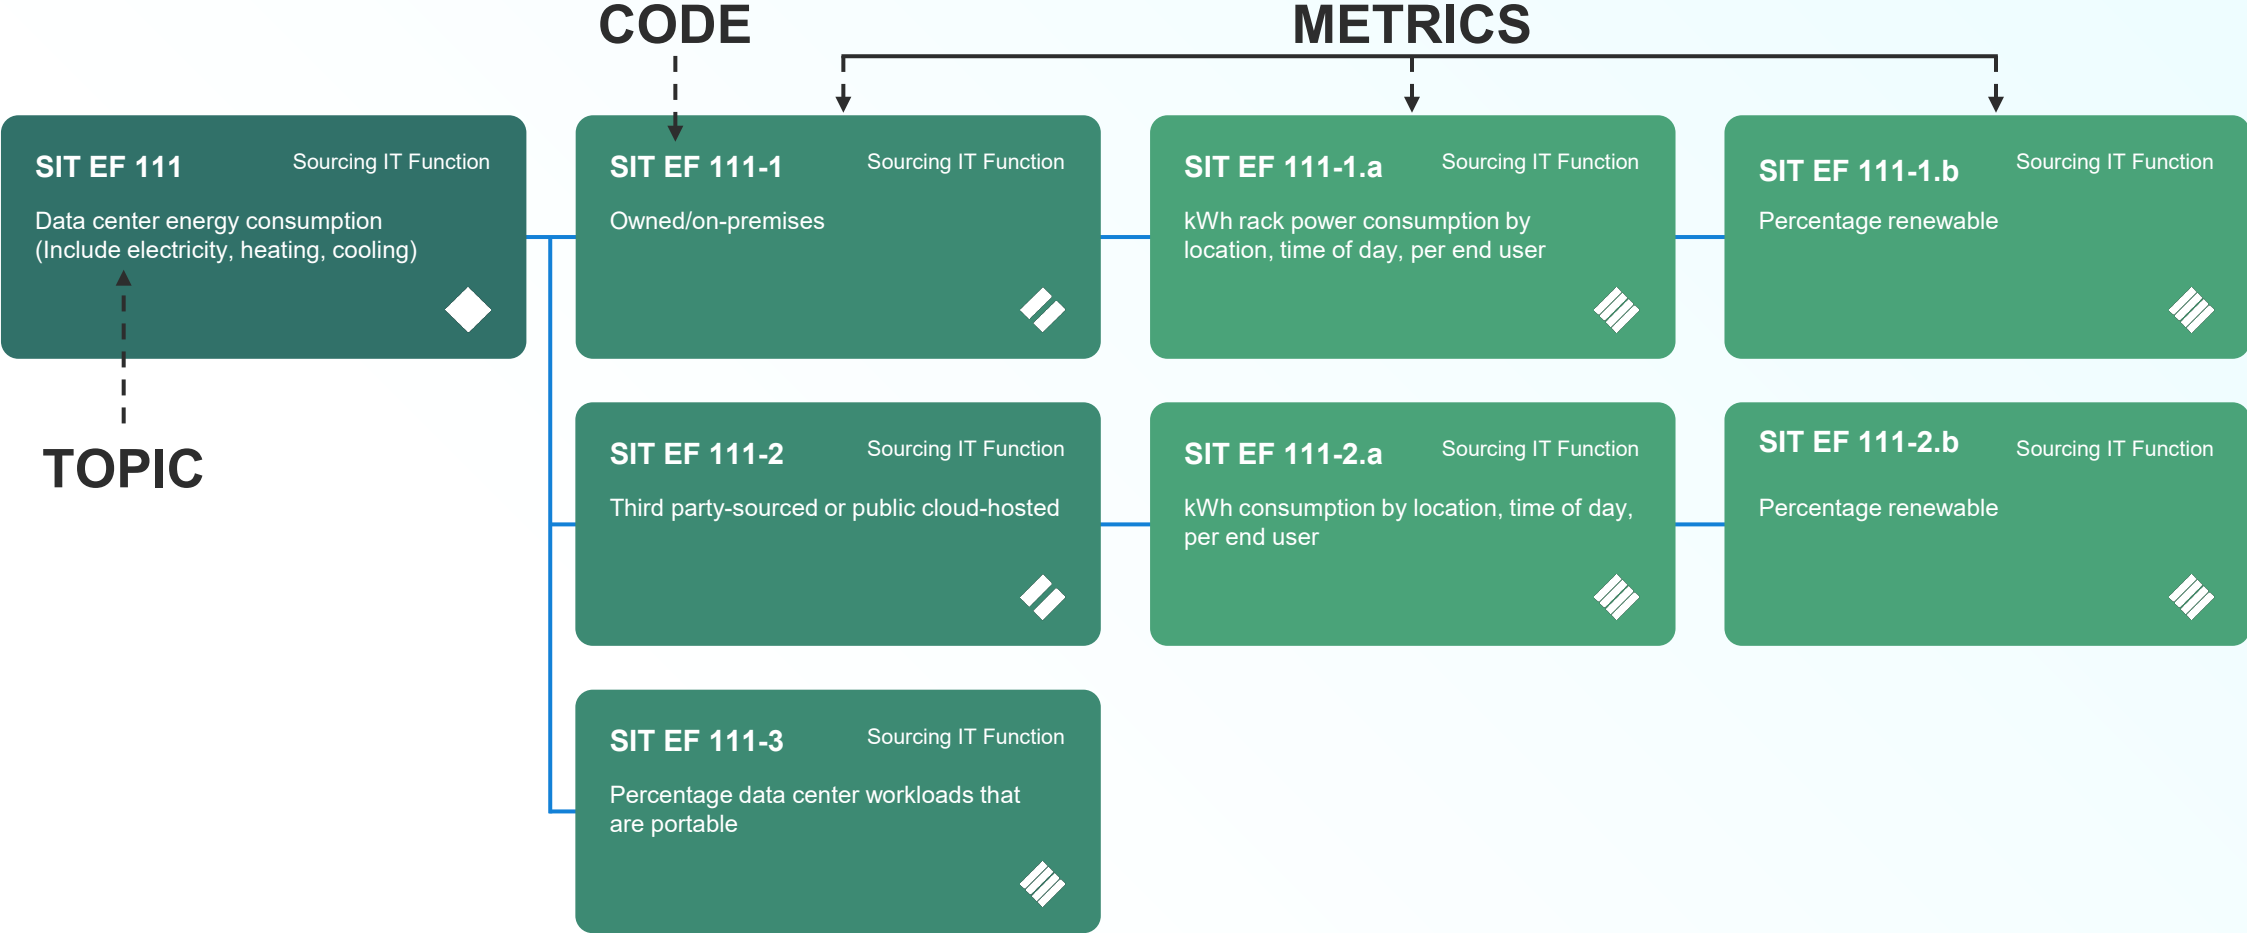 CODE
METRICS
SIT EF 111
Sourcing IT Function
Data center energy consumption
(Include electricity, heating, cooling)
TOPIC
SIT EF 111-1
Sourcing IT Function
Owned/on-premises
SIT EF 111-1.a
Sourcing IT Function
kWh rack power consumption by
location, time of day, per end user
SIT EF 111-1.b
Sourcing IT Function
Percentage renewable
SIT EF 111-2
Sourcing IT Function
Third party-sourced or public cloud-hosted
SIT EF 111-2.a
Sourcing IT Function
kWh consumption by location, time of day,
per end user
SIT EF 111-2.b
Sourcing IT Function
Percentage renewable
SIT EF 111-3
Sourcing IT Function
Percentage data center workloads that
are portable